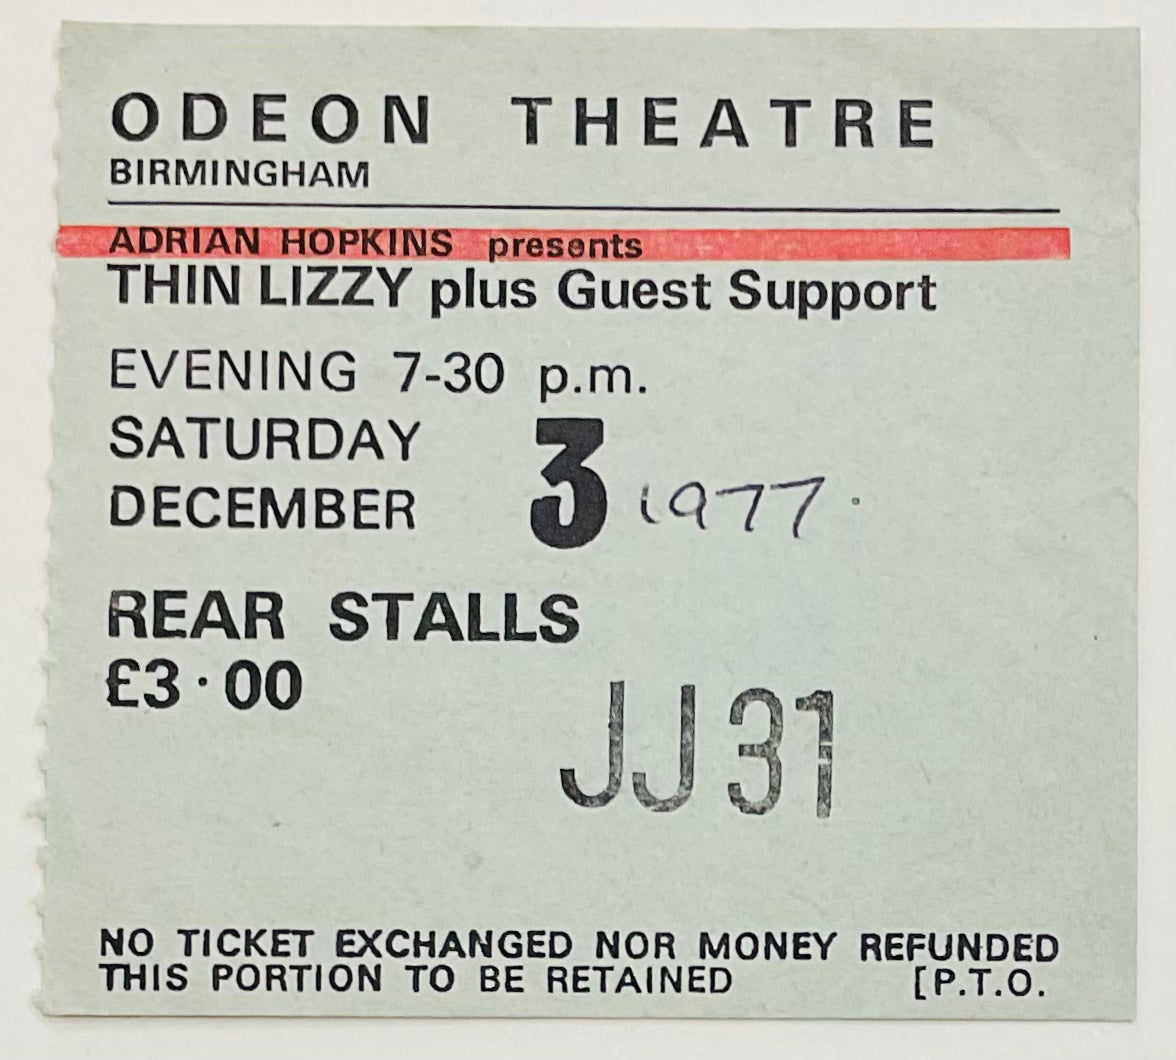 ODEON THEATRE
BIRMINGHAM
ADRIAN HOPKINS presents
THIN LIZZY plus Guest Support
EVENING 7-30 p.m.
SATURDAY
DECEMBER 3 1977.
REAR STALLS
£3·00
JJ 31
NO TICKET EXCHANGED NOR MONEY REFUNDED
THIS PORTION TO BE RETAINED [P.T.O.